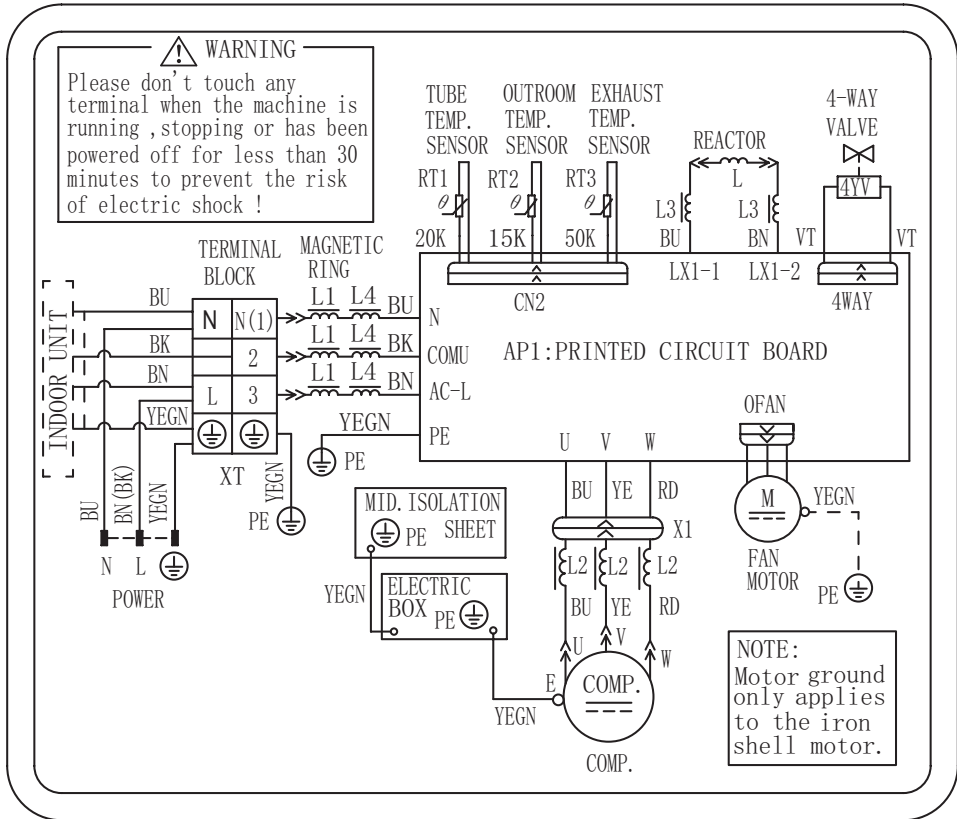 WARNING
Please don't touch any
terminal when the machine is
running ,stopping or has been
powered off for less than 30
minutes to prevent the risk
of electric shock !
TUBE
TEMP.
SENSOR
OUTROOM
TEMP.
SENSOR
EXHAUST
TEMP.
SENSOR
4-WAY
VALVE
REACTOR
L
RT1
RT2
RT3
θ
θ
θ
4YV
L3
L3
20K
15K
50K
BU
BN
VT
VT
LX1-1
LX1-2
CN2
4WAY
TERMINAL
BLOCK
MAGNETIC
RING
INDOOR UNIT
BU
BK
BN
YEGN
N
N(1)
2
L
3
XT
L1
L4
BU
L1
L4
BK
L1
L4
BN
N
COMU
AC-L
PE
AP1:PRINTED CIRCUIT BOARD
YEGN
PE
YEGN
PE
BU
BN(BK)
YEGN
N
L
POWER
U
V
W
BU
YE
RD
X1
L2
L2
L2
BU
YE
RD
U
V
W
OFAN
M
YEGN
FAN
MOTOR
PE
MID.ISOLATION
SHEET
PE
YEGN
ELECTRIC
BOX
PE
YEGN
E
COMP.
COMP.
NOTE:
Motor ground
only applies
to the iron
shell motor.